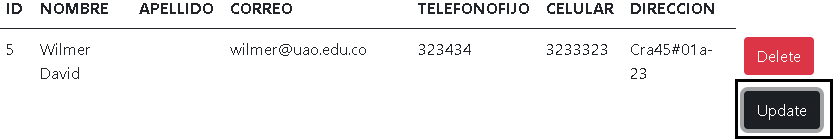 ID NOMBRE APELLIDO CORREO TELEFONOFIJO CELULAR DIRECCION
5 Wilmer wilmer@uao.edu.co 323434 3233323 Cra45#01a-
David 23
Delete
Update